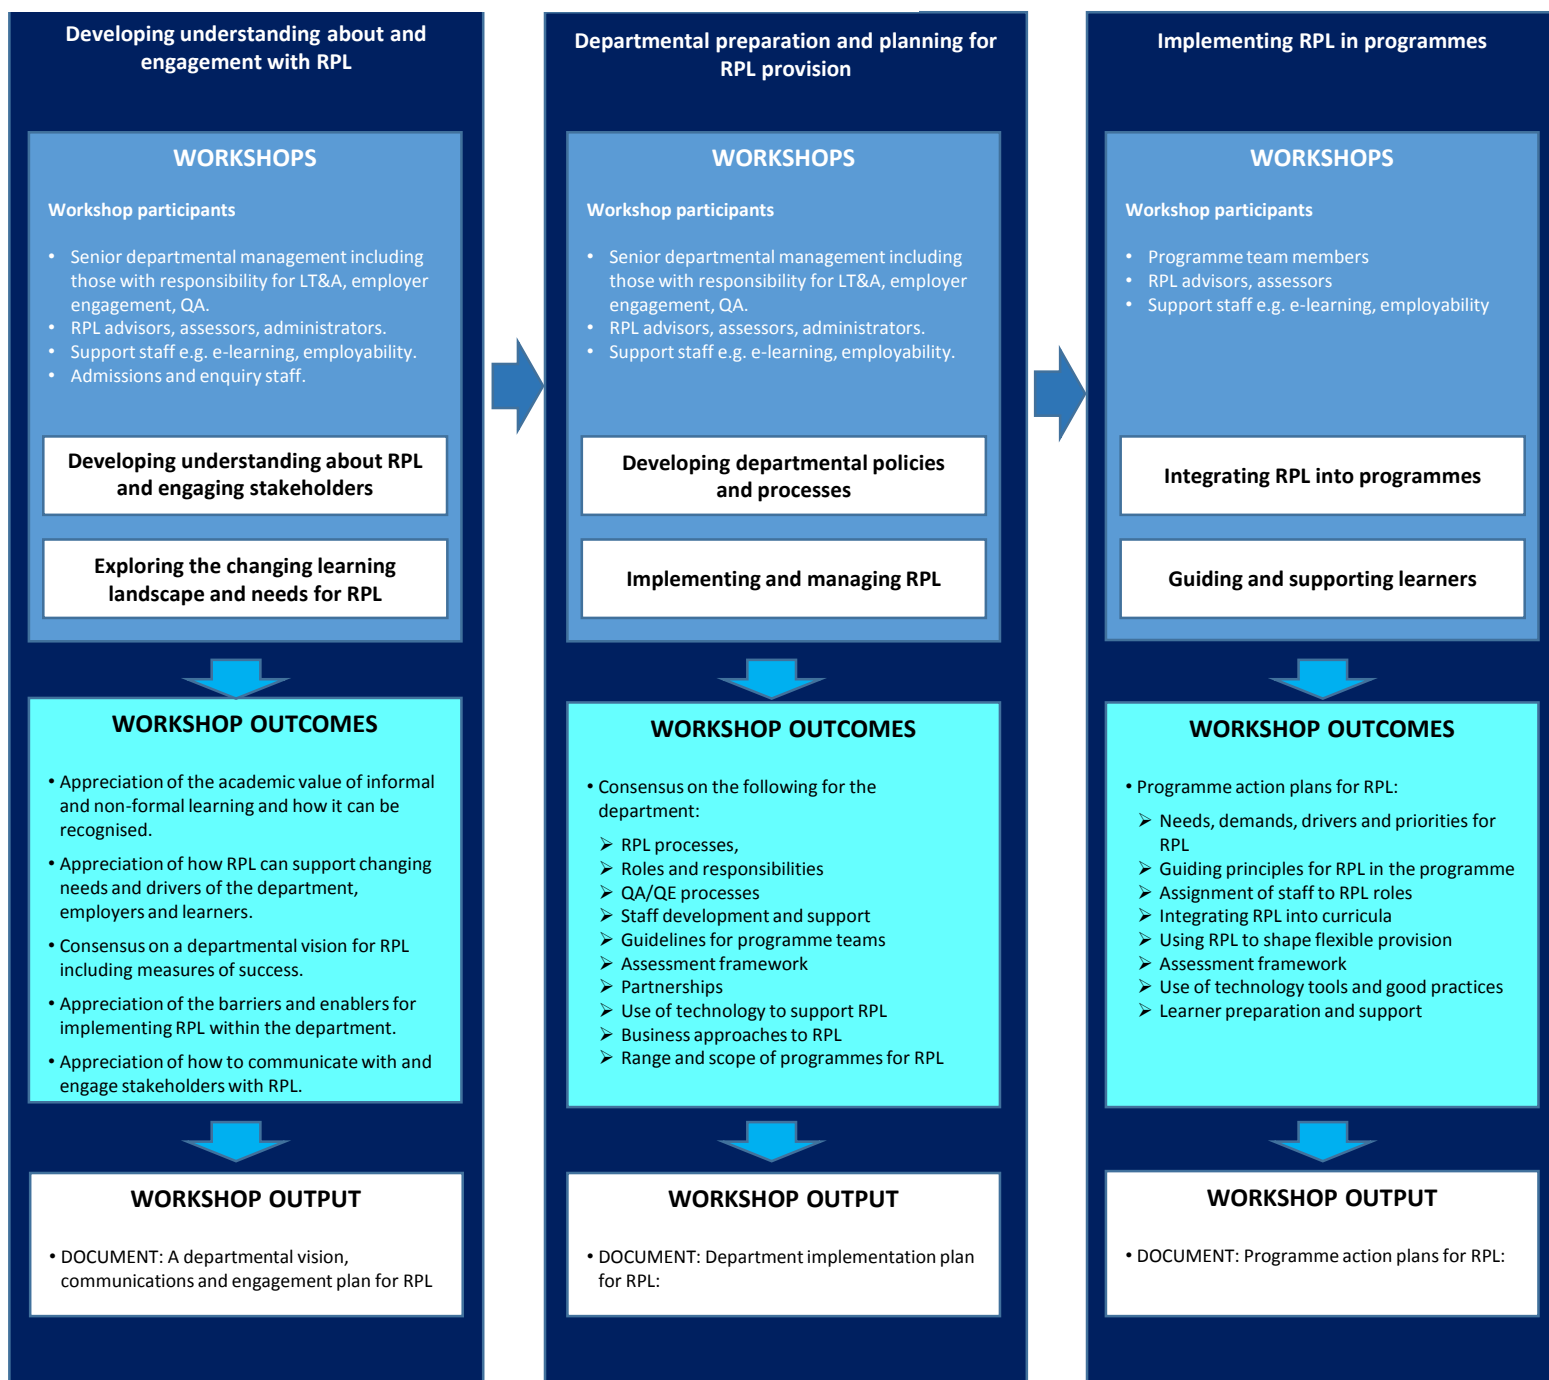 Developing understanding about and
engagement with RPL
WORKSHOPS
Workshop participants
• Senior departmental management including
those with responsibility for LT&A, employer
engagement, QA.
• RPL advisors, assessors, administrators.
• Support staff e.g. e-learning, employability.
• Admissions and enquiry staff.
Developing understanding about RPL
and engaging stakeholders
Exploring the changing learning
landscape and needs for RPL
WORKSHOP OUTCOMES
• Appreciation of the academic value of informal
and non-formal learning and how it can be
recognised.
• Appreciation of how RPL can support changing
needs and drivers of the department,
employers and learners.
• Consensus on a departmental vision for RPL
including measures of success.
• Appreciation of the barriers and enablers for
implementing RPL within the department.
• Appreciation of how to communicate with and
engage stakeholders with RPL.
WORKSHOP OUTPUT
• DOCUMENT: A departmental vision,
communications and engagement plan for RPL
Departmental preparation and planning for
RPL provision
WORKSHOPS
Workshop participants
• Senior departmental management including
those with responsibility for LT&A, employer
engagement, QA.
• RPL advisors, assessors, administrators.
• Support staff e.g. e-learning, employability.
Developing departmental policies
and processes
Implementing and managing RPL
WORKSHOP OUTCOMES
• Consensus on the following for the
department:
➢ RPL processes,
➢ Roles and responsibilities
➢ QA/QE processes
➢ Staff development and support
➢ Guidelines for programme teams
➢ Assessment framework
➢ Partnerships
➢ Use of technology to support RPL
➢ Business approaches to RPL
➢ Range and scope of programmes for RPL
WORKSHOP OUTPUT
• DOCUMENT: Department implementation plan
for RPL:
Implementing RPL in programmes
WORKSHOPS
Workshop participants
• Programme team members
• RPL advisors, assessors
• Support staff e.g. e-learning, employability
Integrating RPL into programmes
Guiding and supporting learners
WORKSHOP OUTCOMES
• Programme action plans for RPL:
➢ Needs, demands, drivers and priorities for
RPL
➢ Guiding principles for RPL in the programme
➢ Assignment of staff to RPL roles
➢ Integrating RPL into curricula
➢ Using RPL to shape flexible provision
➢ Assessment framework
➢ Use of technology tools and good practices
➢ Learner preparation and support
WORKSHOP OUTPUT
• DOCUMENT: Programme action plans for RPL: